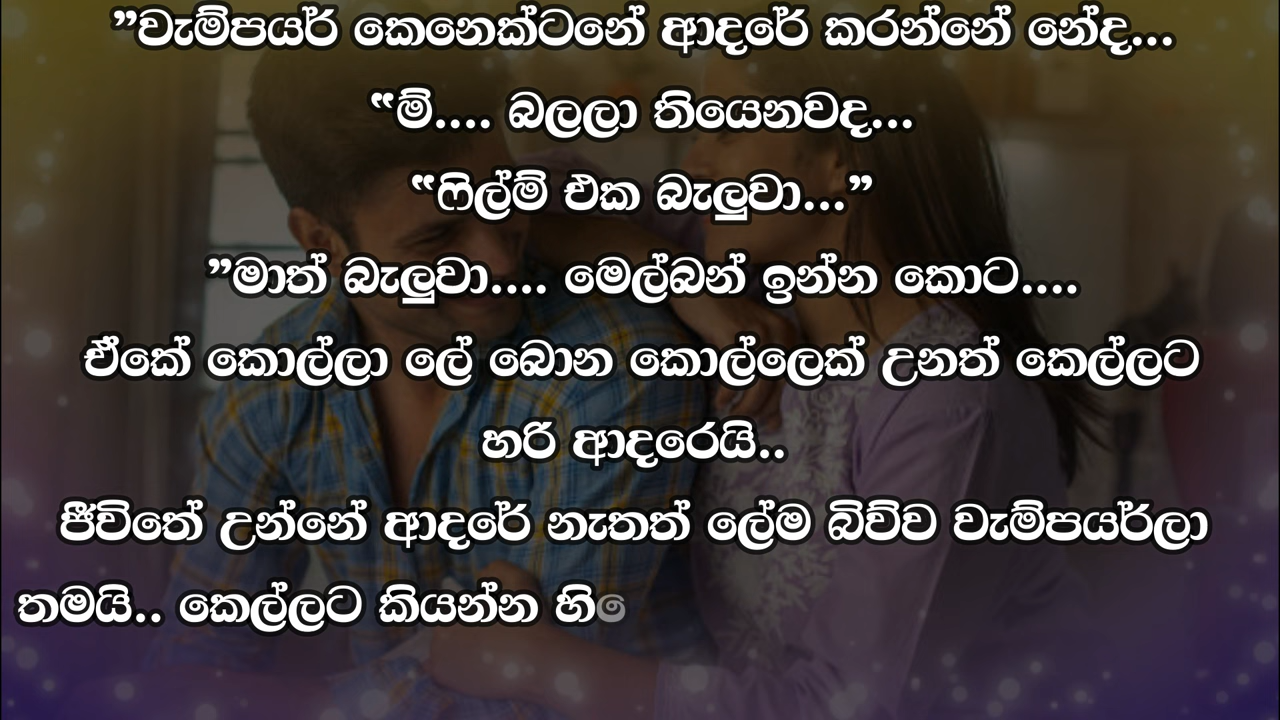 ”වැම්පයර් කෙනෙක්ටනේ ආදරේ කරන්නේ නේද...
“ම්.... බලලා තියෙනවද...
“ෆිල්ම් එක බැලුවා...”
”මාත් බැලුවා.... මෙල්බන් ඉන්න කොට....
ඒකේ කොල්ලා ලේ බොන කොල්ලෙක් උනත් කෙල්ලට
හරි ආදරෙයි..
ජීවිතේ උන්නේ ආදරේ නැතත් ලේම බිව්ව වැම්පයර්ලා
තමයි.. කෙල්ලට කියන්න හි